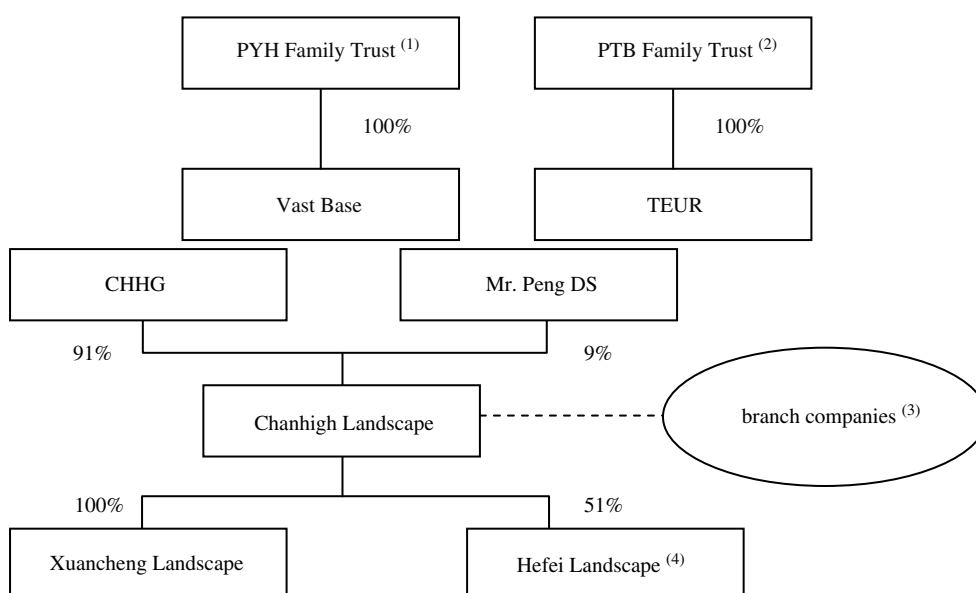 PYH Family Trust (1)
PTB Family Trust (2)
100%
100%
Vast Base
TEUR
CHHG
Mr. Peng DS
91%
9%
Chanhigh Landscape
branch companies (3)
100%
51%
Xuancheng Landscape
Hefei Landscape (4)